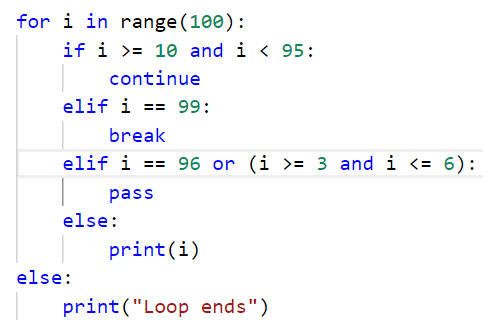 for i in range(100):
    if i >= 10 and i < 95:
        continue
    elif i == 99:
        break
    elif i == 96 or (i >= 3 and i <= 6):
        pass
    else:
        print(i)
else:
    print("Loop ends")